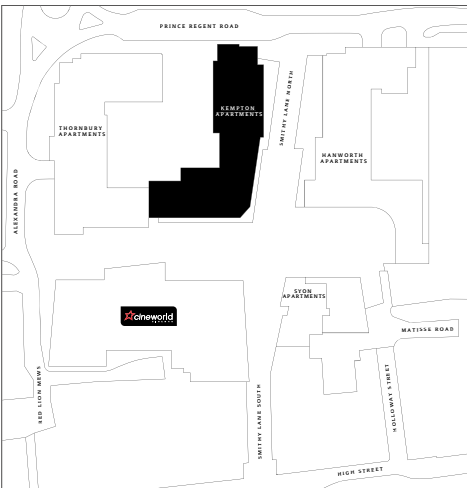 PRINCE REGENT ROAD
KEMPTON
APARTMENTS
SMITHY LANE NORTH
THORNBURY
APARTMENTS
HANWORTH
APARTMENTS
ALEXANDRA ROAD
SYON
APARTMENTS
cineworld
MATISSE ROAD
RED LION MEWS
SMITHY LANE SOUTH
HOLLOWAY STREET
HIGH STREET